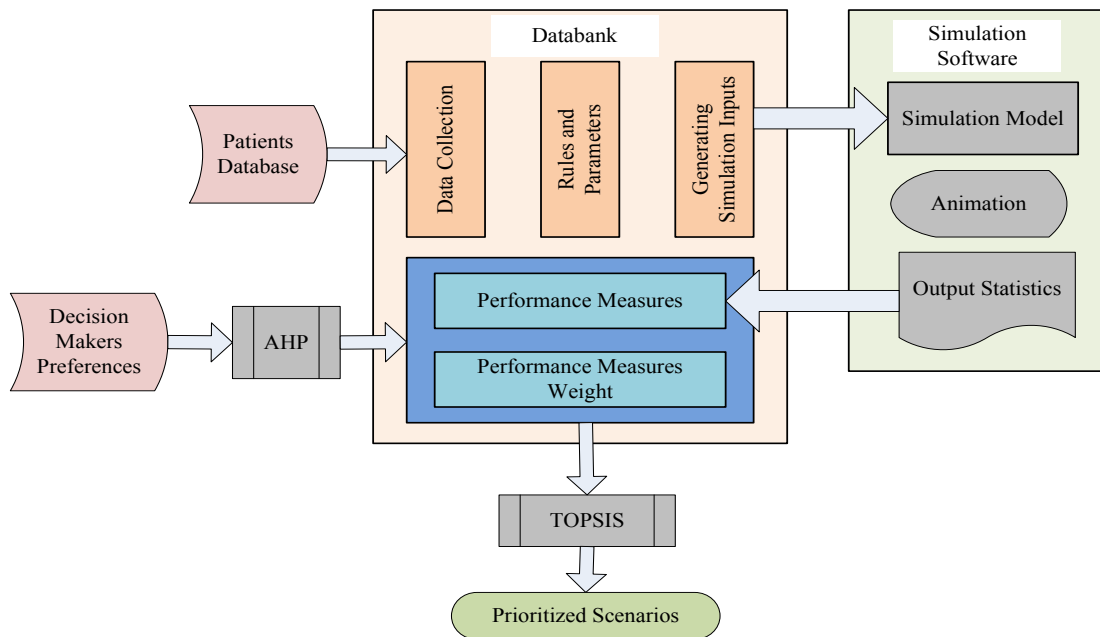 Databank
Simulation
Software
Patients
Database
Data Collection
Rules and
Parameters
Generating
Simulation Inputs
Simulation Model
Animation
Output Statistics
Decision
Makers
Preferences
AHP
Performance Measures
Performance Measures
Weight
TOPSIS
Prioritized Scenarios